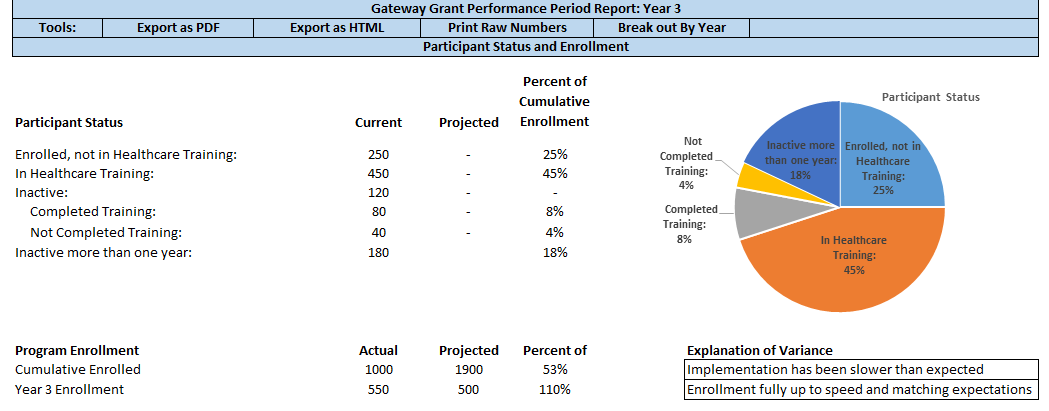 Gateway Grant Performance Period Report: Year 3
Tools: Export as PDF Export as HTML Print Raw Numbers Break out By Year
Participant Status and Enrollment
Participant Status Current Projected Percent of Cumulative Enrollment
Enrolled, not in Healthcare Training: 250 - 25%
In Healthcare Training: 450 - 45%
Inactive: 120 - -
Completed Training: 80 - 8%
Not Completed Training: 40 - 4%
Inactive more than one year: 180 18%
Participant Status
Enrolled, not in
Healthcare
Training:
25%
In Healthcare
Training:
45%
Completed
Training:
8%
Not
Completed
Training:
4%
Inactive more
than one year:
18%
Program Enrollment Actual Projected Percent of Explanation of Variance
Cumulative Enrolled 1000 1900 53% Implementation has been slower than expected
Year 3 Enrollment 550 500 110% Enrollment fully up to speed and matching expectations